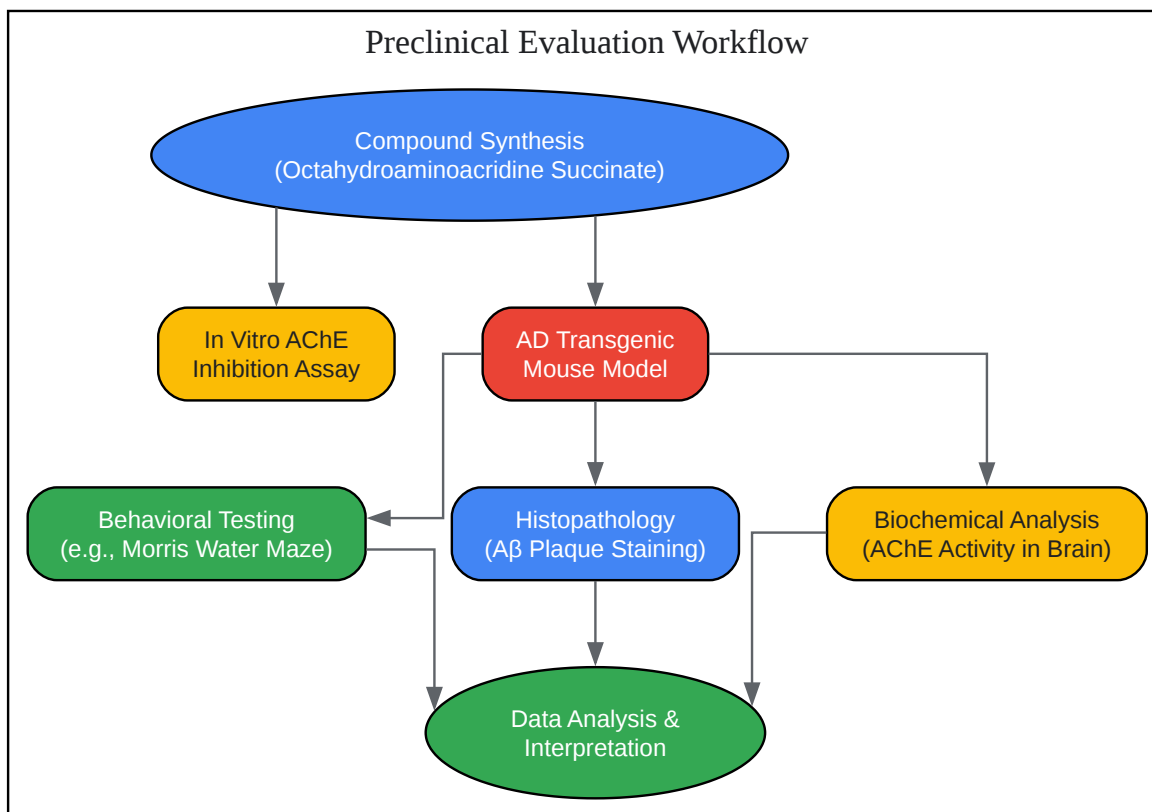 Preclinical Evaluation Workflow
Compound Synthesis
(Octahydroaminoacridine Succinate)
In Vitro AChE
Inhibition Assay
AD Transgenic
Mouse Model
Behavioral Testing
(e.g., Morris Water Maze)
Histopathology
(Aβ Plaque Staining)
Biochemical Analysis
(AChE Activity in Brain)
Data Analysis &
Interpretation